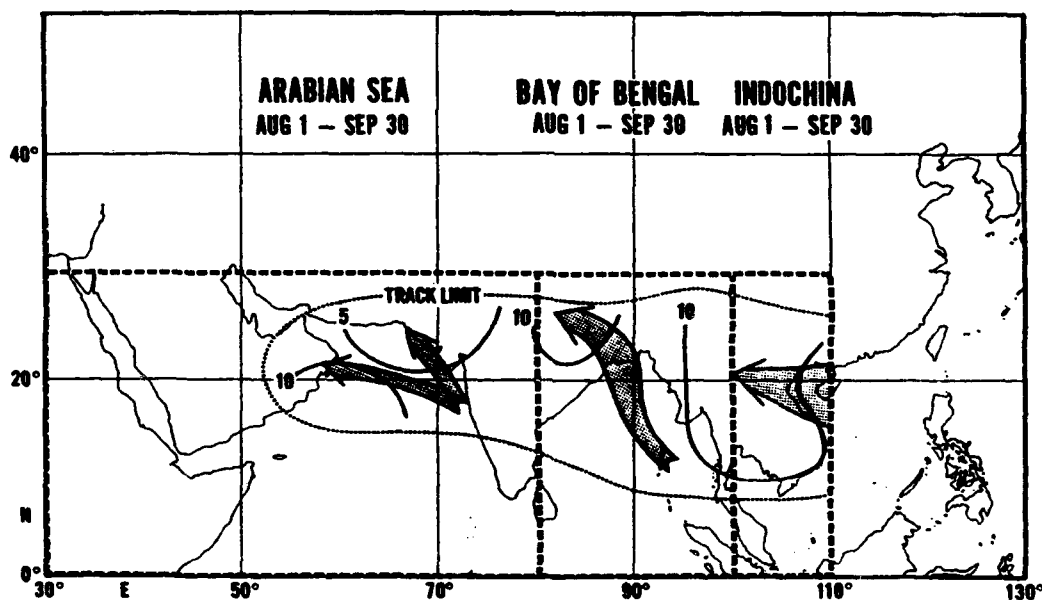 ARABIAN SEA
AUG 1 – SEP 30
BAY OF BENGAL
AUG 1 – SEP 30
INDOCHINA
AUG 1 – SEP 30
40°
TRACK LIMIT
5
10
10
10
20°
N
0°
30°
E
50°
70°
90°
110°
130°